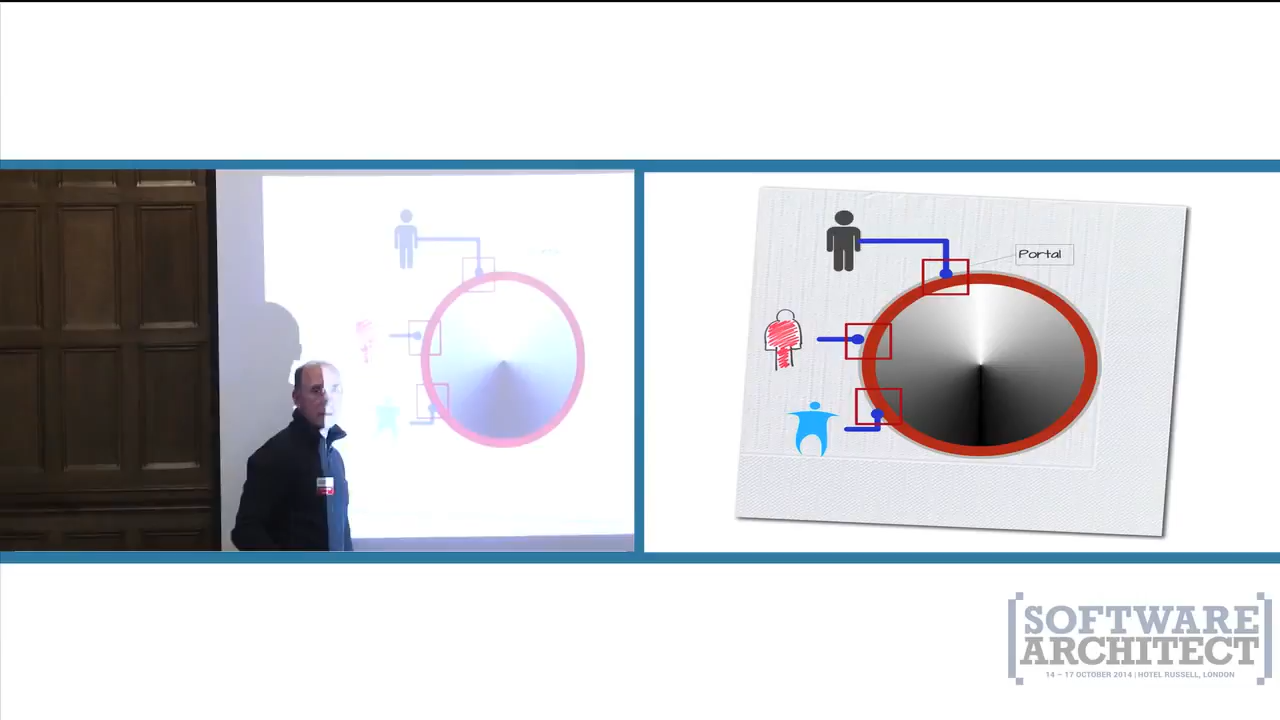 Portal
SOFTWARE
ARCHITECT
14 – 17 OCTOBER 2014 | HOTEL RUSSELL, LONDON